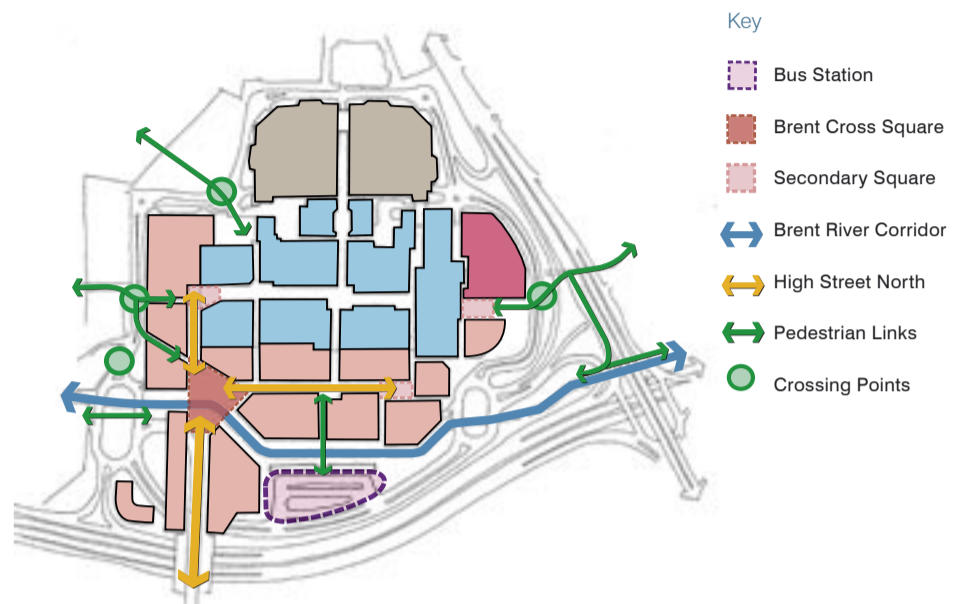 Key
Bus Station
Brent Cross Square
Secondary Square
Brent River Corridor
High Street North
Pedestrian Links
Crossing Points